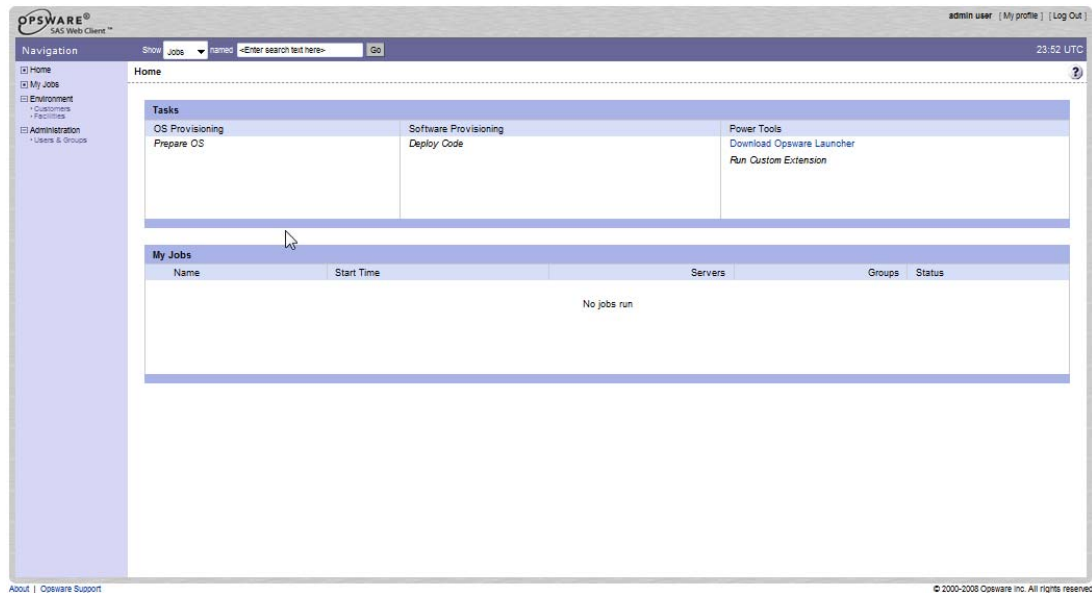 OPSWARE®
SAS Web Client ™
admin user [ My profile ] [ Log Out ]
Navigation
Show Jobs named <Enter search text here> Go
23:52 UTC
Home
My Jobs
Environment
Customers
Facilities
Administration
Users & Groups
Home
?
Tasks
OS Provisioning Software Provisioning Power Tools
Prepare OS Deploy Code Download Opsware Launcher
Run Custom Extension
My Jobs
Name Start Time Servers Groups Status
No jobs run
About | Opsware Support
© 2000-2008 Opsware Inc. All rights reserved